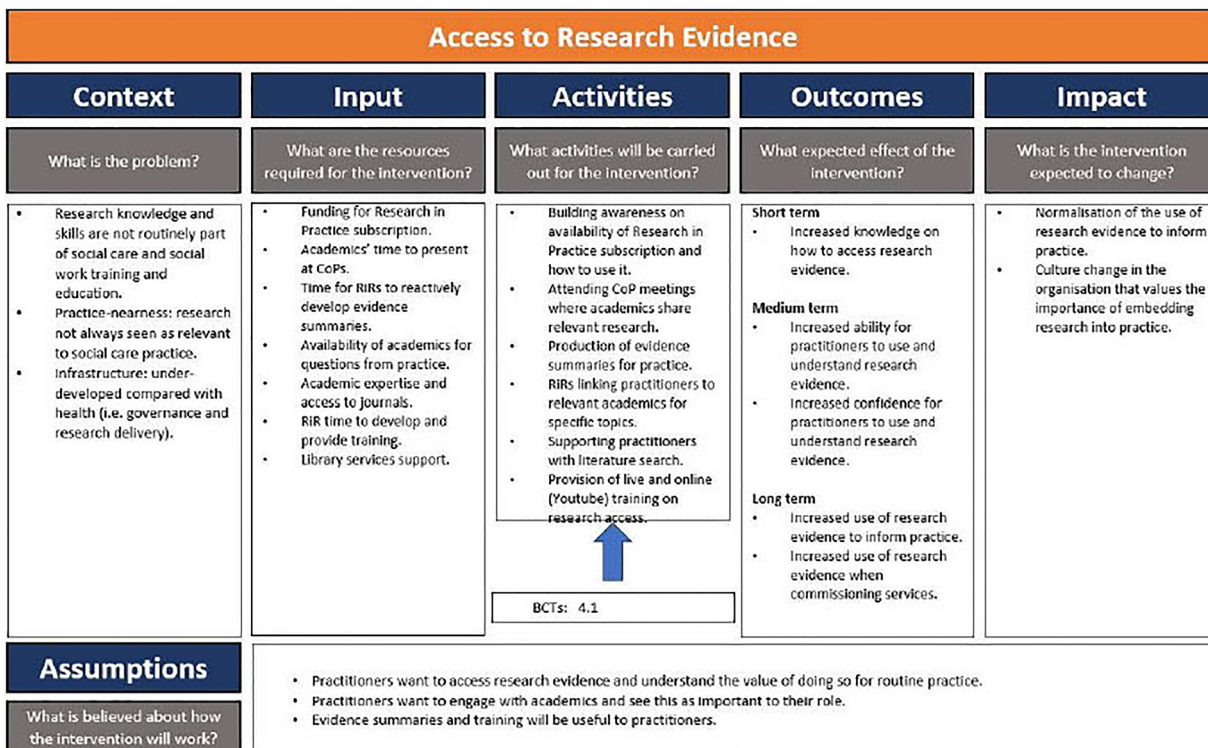 Access to Research Evidence
Context
What is the problem?
• Research knowledge and
skills are not routinely part
of social care and social
work training and
education.
• Practice-nearness: research
not always seen as relevant
to social care practice.
• Infrastructure: under-
developed compared with
health (i.e. governance and
research delivery).
Input
What are the resources
required for the intervention?
• Funding for Research in
Practice subscription.
• Academics' time to present
at CoPs.
• Time for RiRs to reactively
develop evidence
summaries.
• Availability of academics for
questions from practice.
• Academic expertise and
access to journals.
• RiR time to develop and
provide training.
• Library services support.
Activities
What activities will be carried
out for the intervention?
• Building awareness on
availability of Research in
Practice subscription and
how to use it.
• Attending CoP meetings
where academics share
relevant research.
• Production of evidence
summaries for practice.
• RiRs linking practitioners to
relevant academics for
specific topics.
• Supporting practitioners
with literature search.
• Provision of live and online
(Youtube) training on
research access.
BCTs: 4.1
Outcomes
What expected effect of the
intervention?
Short term
• Increased knowledge on
how to access research
evidence.
Medium term
• Increased ability for
practitioners to use and
understand research
evidence.
• Increased confidence for
practitioners to use and
understand research
evidence.
Long term
• Increased use of research
evidence to inform practice.
• Increased use of research
evidence when
commissioning services.
Impact
What is the intervention
expected to change?
• Normalisation of the use of
research evidence to inform
practice.
• Culture change in the
organisation that values the
importance of embedding
research into practice.
Assumptions
What is believed about how
the intervention will work?
• Practitioners want to access research evidence and understand the value of doing so for routine practice.
• Practitioners want to engage with academics and see this as important to their role.
• Evidence summaries and training will be useful to practitioners.